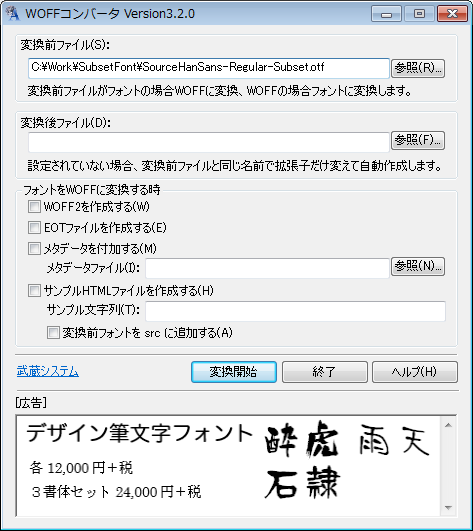 WOFFコンバータ Version3.2.0
変換前ファイル(S):
C:¥Work¥SubsetFont¥SourceHanSans-Regular-Subset.otf
参照(R)...
変換前ファイルがフォントの場合WOFFに変換、WOFFの場合フォントに変換します。
変換後ファイル(D):
参照(F)...
設定されていない場合、変換前ファイルと同じ名前で拡張子だけ変えて自動作成します。
フォントをWOFFに変換する時
WOFF2を作成する(W)
EOTファイルを作成する(E)
メタデータを付加する(M)
メタデータファイル(I):
参照(N)...
サンプルHTMLファイルを作成する(H)
サンプル文字列(T):
変換前フォントを src に追加する(A)
武蔵システム 変換開始 終了 ヘルプ(H)
[広告]
デザイン筆文字フォント 酔虎 雨天
各 12,000 円＋税
３書体セット 24,000 円＋税 石隷